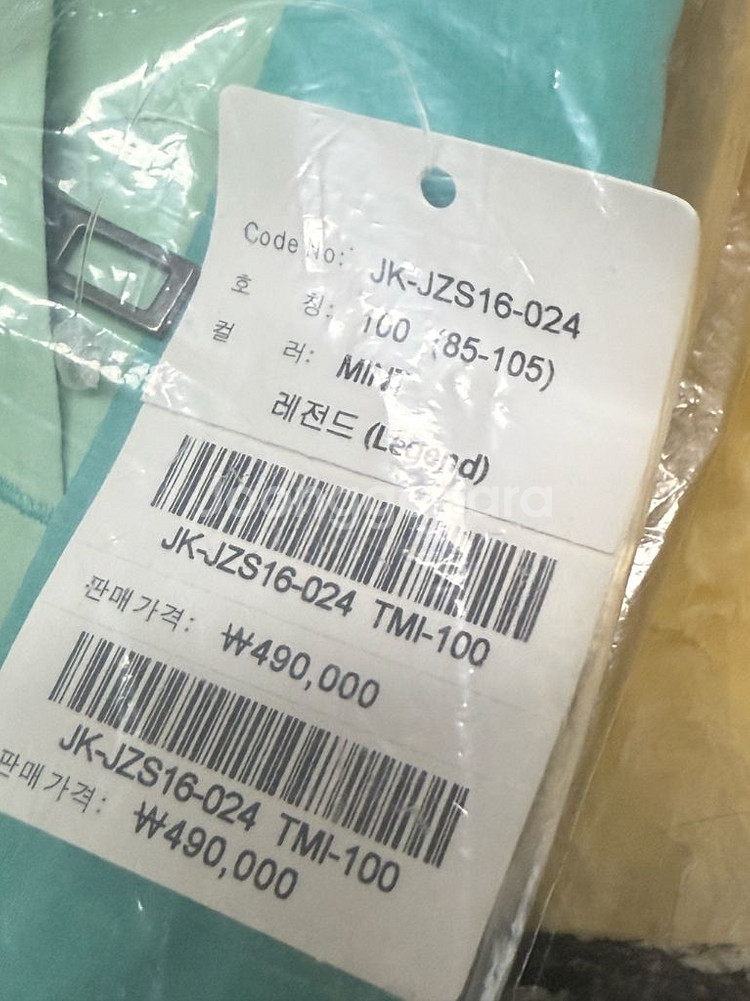 Code No: JK-JZS16-024
호 칭: 100 (85-105)
컬 러: MINT
레전드 (Legend)
JK-JZS16-024 TMI-100
판매가격: ₩490,000
JK-JZS16-024 TMI-100
판매가격: ₩490,000
Joonggonara